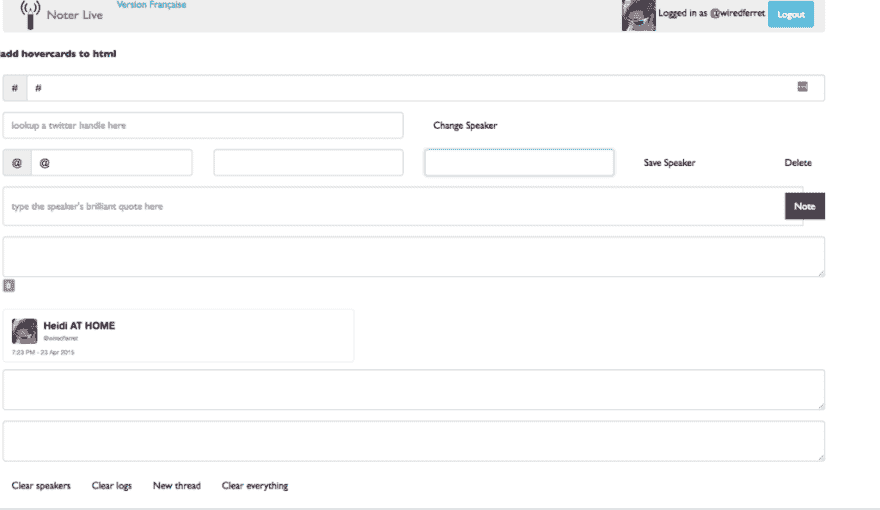 Noter Live
Version Française
Logged in as @wiredferret
Logout
add hovercards to html
# #
lookup a twitter handle here
Change Speaker
@ @
Save Speaker
Delete
type the speaker's brilliant quote here
Note
Heidi AT HOME
@wiredferret
7:23 PM - 23 Apr 2015
Clear speakers Clear logs New thread Clear everything